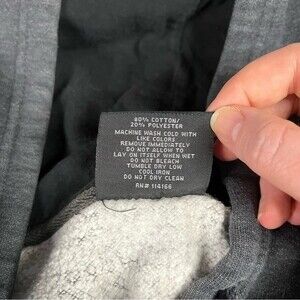 80% COTTON/
20% POLYESTER
MACHINE WASH COLD WITH
LIKE COLORS
REMOVE IMMEDIATELY
DO NOT ALLOW TO
LAY ON ITSELF WHEN WET
DO NOT BLEACH
TUMBLE DRY LOW
COOL IRON
DO NOT DRY CLEAN
RN# 114166